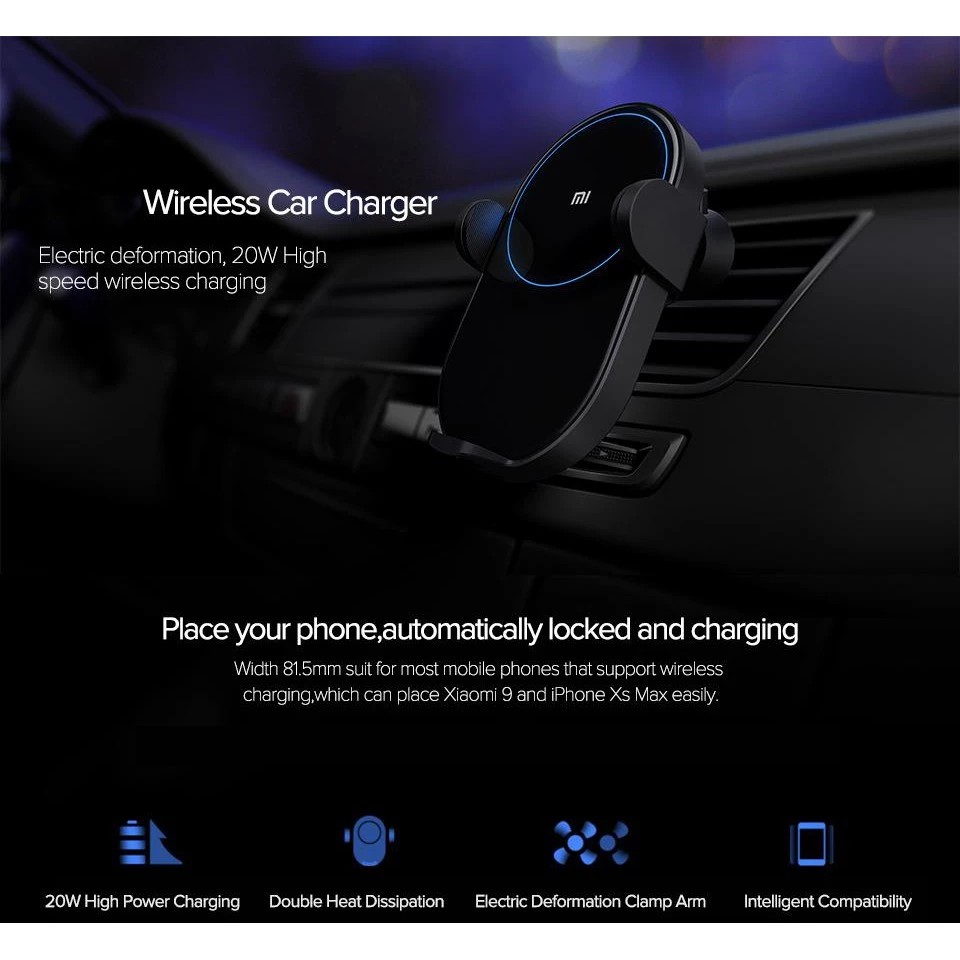 mi
Wireless Car Charger
Electric deformation, 20W High
speed wireless charging
Place your phone,automatically locked and charging
Width 81.5mm suit for most mobile phones that support wireless
charging,which can place Xiaomi 9 and iPhone Xs Max easily.
20W High Power Charging
Double Heat Dissipation
Electric Deformation Clamp Arm
Intelligent Compatibility